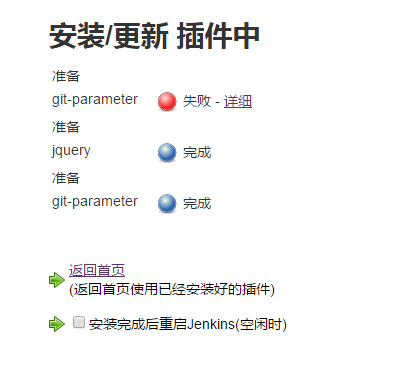 安装/更新 插件中
准备
git-parameter 失败 - 详细
准备
jquery 完成
准备
git-parameter 完成
返回首页
(返回首页使用已经安装好的插件)
安装完成后重启Jenkins(空闲时)